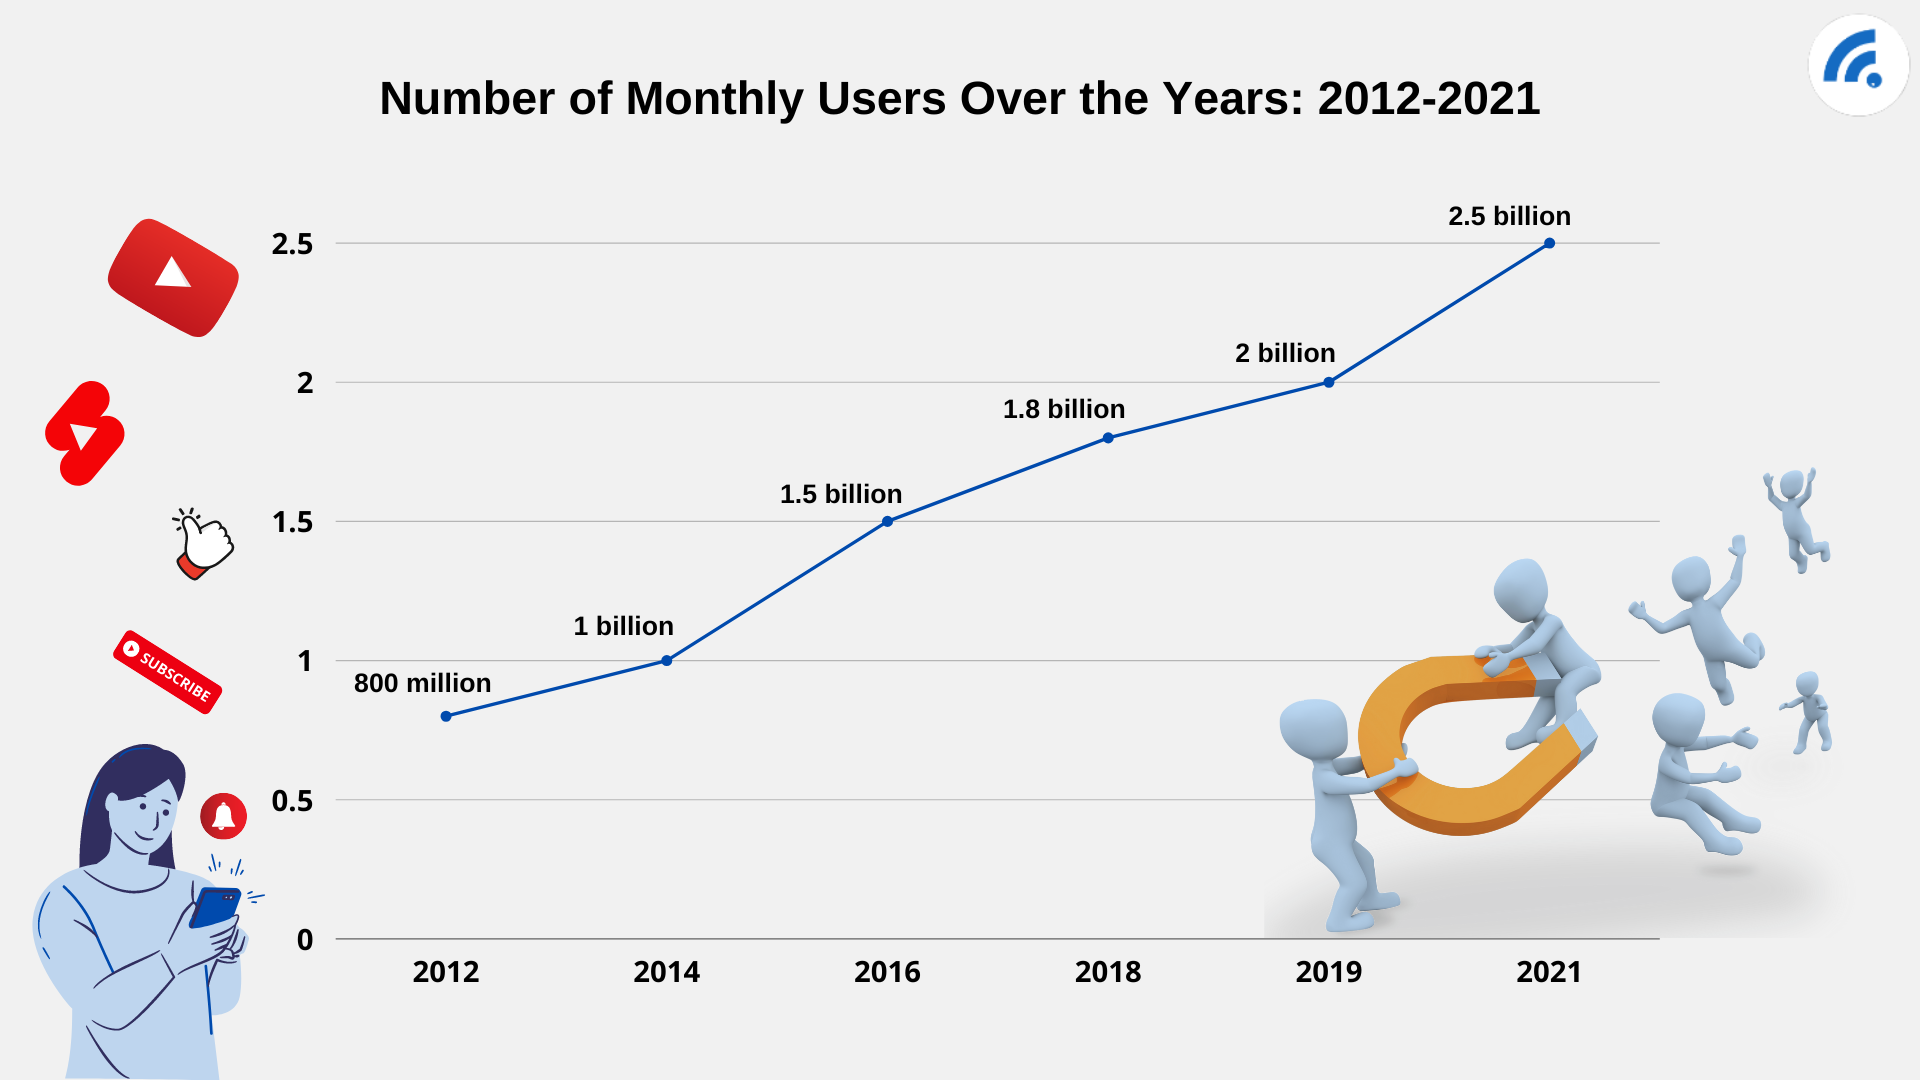 Number of Monthly Users Over the Years: 2012-2021
2.5 billion
2.5
2 billion
2
1.8 billion
1.5 billion
1.5
1 billion
1
800 million
SUBSCRIBE
0.5
0
2012 2014 2016 2018 2019 2021